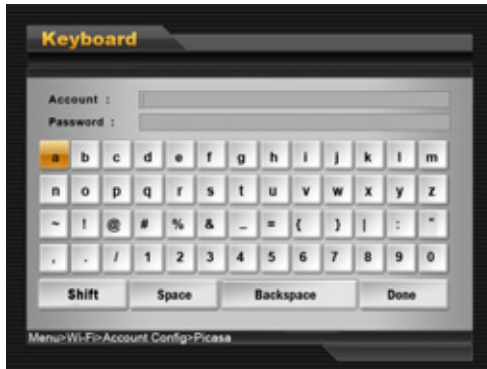 Keyboard
Account :
Password :
a b c d e f g h i j k l m
n o p q r s t u v w x y z
~ ! @ # % & _ = { } | : "
, . / 1 2 3 4 5 6 7 8 9 0
Shift Space Backspace Done
Menu>Wi-Fi>Account Config>Picasa